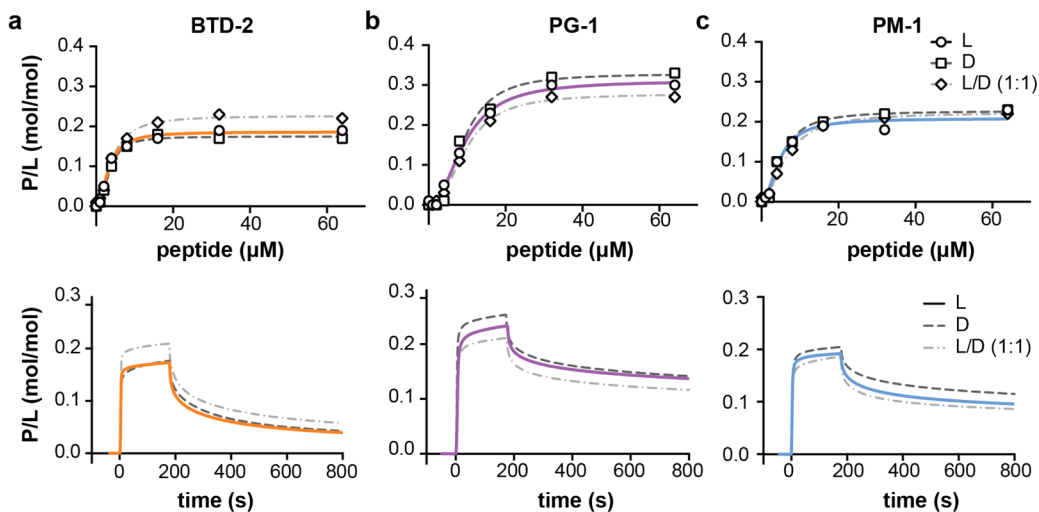 a BTD-2
b PG-1
c PM-1
P/L (mol/mol)
0.4
0.3
0.2
0.1
0.0
0 20 40 60
peptide (µM)
0.4
0.3
0.2
0.1
0.0
0 20 40 60
peptide (µM)
L
D
L/D (1:1)
0.4
0.3
0.2
0.1
0.0
0 20 40 60
peptide (µM)
P/L (mol/mol)
0.3
0.2
0.1
0.0
0 200 400 600 800
time (s)
0.3
0.2
0.1
0.0
0 200 400 600 800
time (s)
L
D
L/D (1:1)
0.3
0.2
0.1
0.0
0 200 400 600 800
time (s)